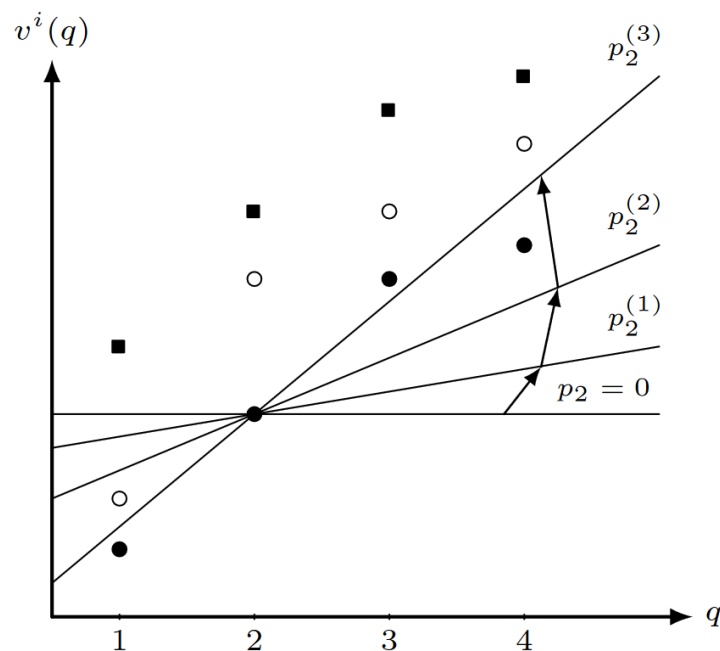 v^i(q)
p_2^{(3)}
p_2^{(2)}
p_2^{(1)}
p_2 = 0
q
1 2 3 4